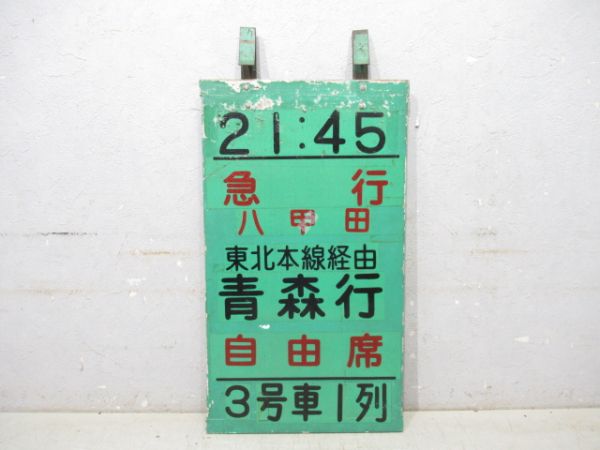 21:45
急行
八甲田
東北本線経由
青森行
自由席
3号車1列